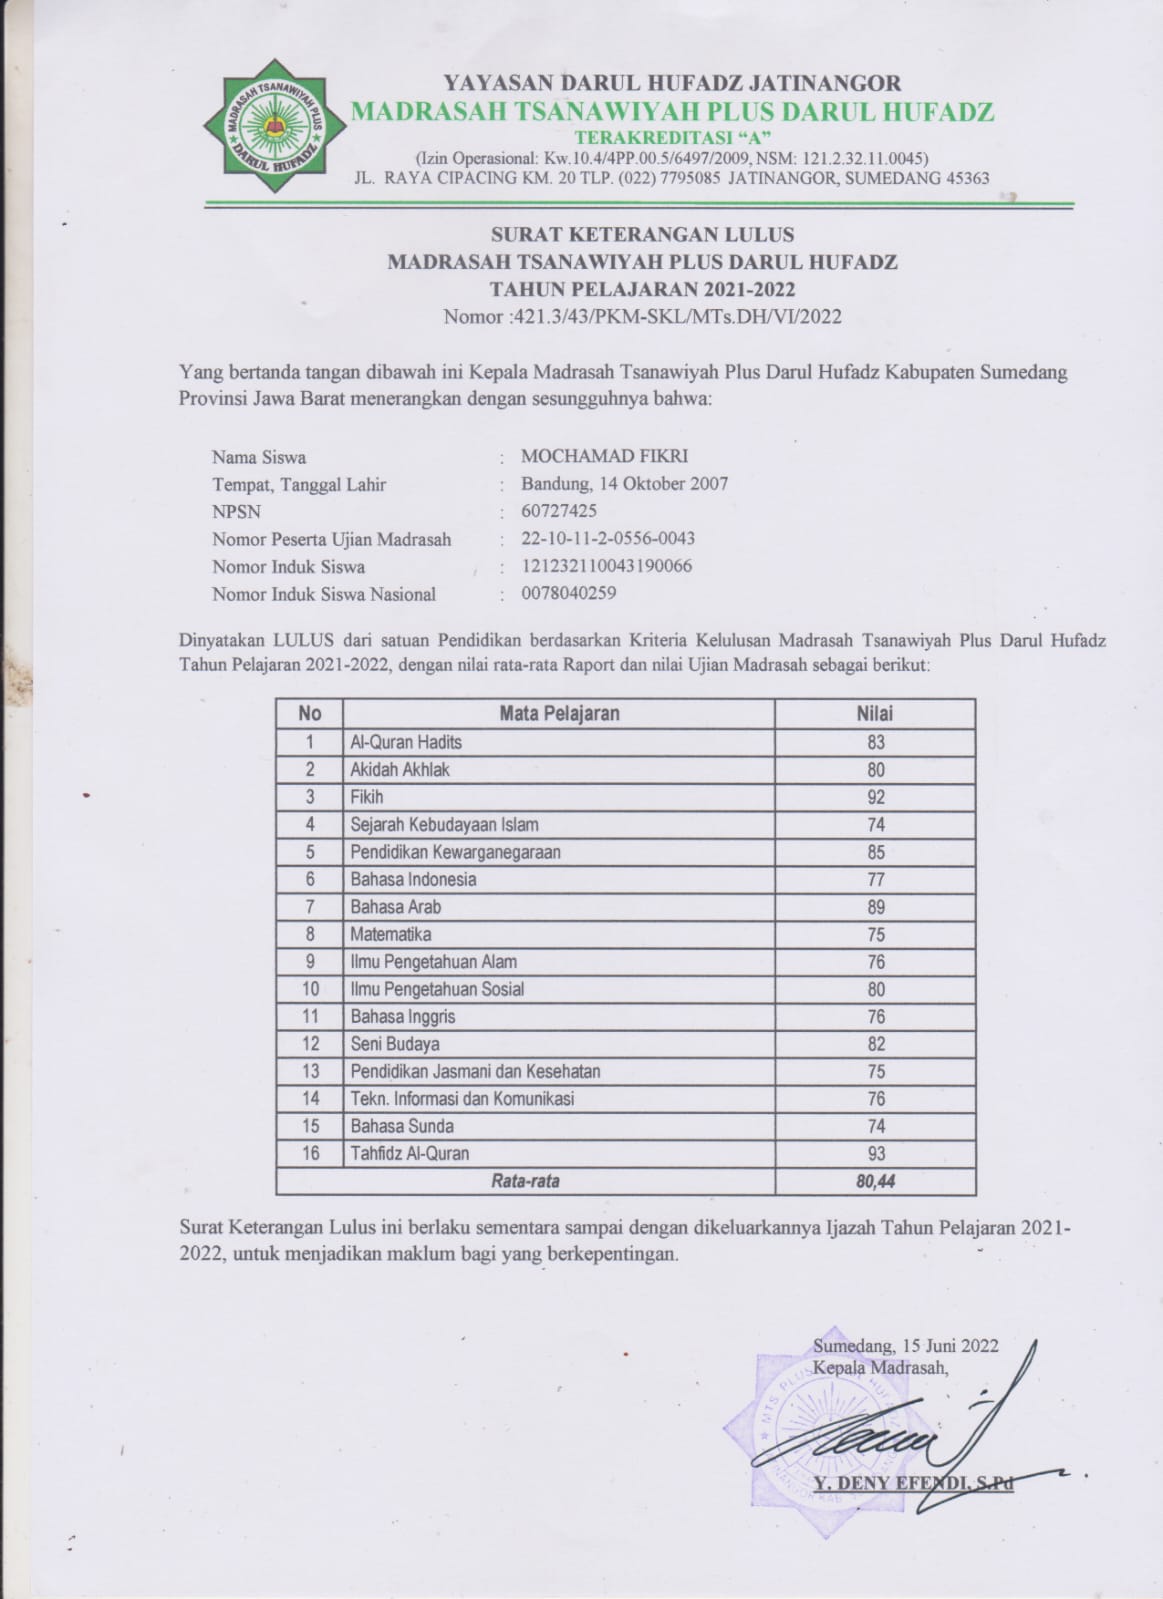 YAYASAN DARUL HUFADZ JATINANGOR
MADRASAH TSANAWIYAH PLUS DARUL HUFADZ
TERAKREDITASI “A”
(Izin Operasional: Kw.10.4/4PP.00.5/6497/2009, NSM: 121.2.32.11.0045)
JL. RAYA CIPACING KM. 20 TLP. (022) 7795085 JATINANGOR, SUMEDANG 45363
MADRASAH TSANAWIYAH PLUS
DARUL HUFADZ
SURAT KETERANGAN LULUS
MADRASAH TSANAWIYAH PLUS DARUL HUFADZ
TAHUN PELAJARAN 2021-2022
Nomor :421.3/43/PKM-SKL/MTs.DH/VI/2022
Yang bertanda tangan dibawah ini Kepala Madrasah Tsanawiyah Plus Darul Hufadz Kabupaten Sumedang
Provinsi Jawa Barat menerangkan dengan sesungguhnya bahwa:
Nama Siswa : MOCHAMAD FIKRI
Tempat, Tanggal Lahir : Bandung, 14 Oktober 2007
NPSN : 60727425
Nomor Peserta Ujian Madrasah : 22-10-11-2-0556-0043
Nomor Induk Siswa : 121232110043190066
Nomor Induk Siswa Nasional : 0078040259
Dinyatakan LULUS dari satuan Pendidikan berdasarkan Kriteria Kelulusan Madrasah Tsanawiyah Plus Darul Hufadz
Tahun Pelajaran 2021-2022, dengan nilai rata-rata Raport dan nilai Ujian Madrasah sebagai berikut:
No Mata Pelajaran Nilai
1 Al-Quran Hadits 83
2 Akidah Akhlak 80
3 Fikih 92
4 Sejarah Kebudayaan Islam 74
5 Pendidikan Kewarganegaraan 85
6 Bahasa Indonesia 77
7 Bahasa Arab 89
8 Matematika 75
9 Ilmu Pengetahuan Alam 76
10 Ilmu Pengetahuan Sosial 80
11 Bahasa Inggris 76
12 Seni Budaya 82
13 Pendidikan Jasmani dan Kesehatan 75
14 Tekn. Informasi dan Komunikasi 76
15 Bahasa Sunda 74
16 Tahfidz Al-Quran 93
Rata-rata 80,44
Surat Keterangan Lulus ini berlaku sementara sampai dengan dikeluarkannya Ijazah Tahun Pelajaran 2021-
2022, untuk menjadikan maklum bagi yang berkepentingan.
Sumedang, 15 Juni 2022
Kepala Madrasah,
Y. DENY EFENDI, S.Pd